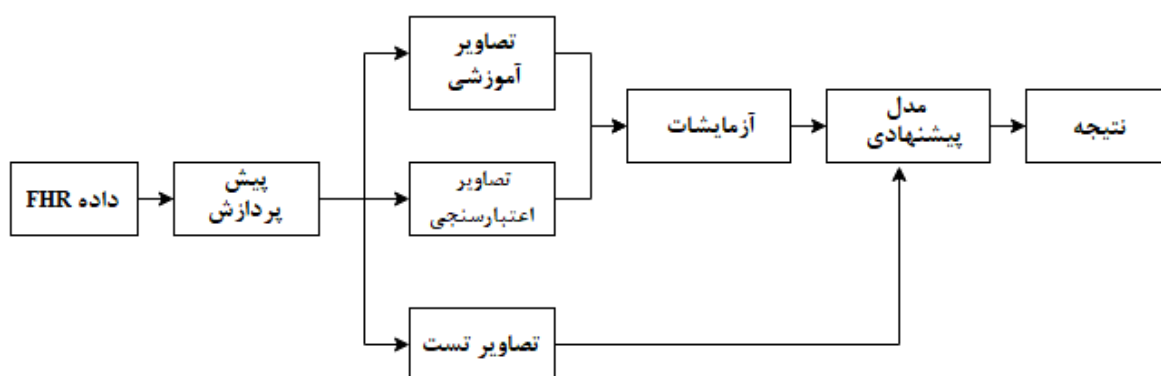 داده FHR
پیش
پردازش
تصاویر
آموزشی
تصاویر
اعتبارسنجی
تصاویر تست
آزمایشات
مدل
پیشنهادی
نتیجه